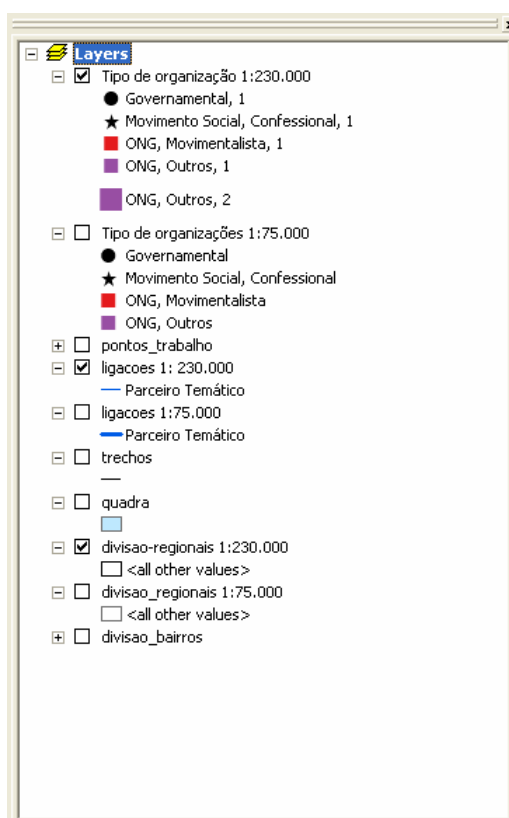 Layers
Tipo de organização 1:230.000
Governamental, 1
Movimento Social, Confessional, 1
ONG, Movimentalista, 1
ONG, Outros, 1
ONG, Outros, 2
Tipo de organizações 1:75.000
Governamental
Movimento Social, Confessional
ONG, Movimentalista
ONG, Outros
pontos_trabalho
ligacoes 1: 230.000
Parceiro Temático
ligacoes 1:75.000
Parceiro Temático
trechos
quadra
divisao-regionais 1:230.000
<all other values>
divisao_regionais 1:75.000
<all other values>
divisao_bairros